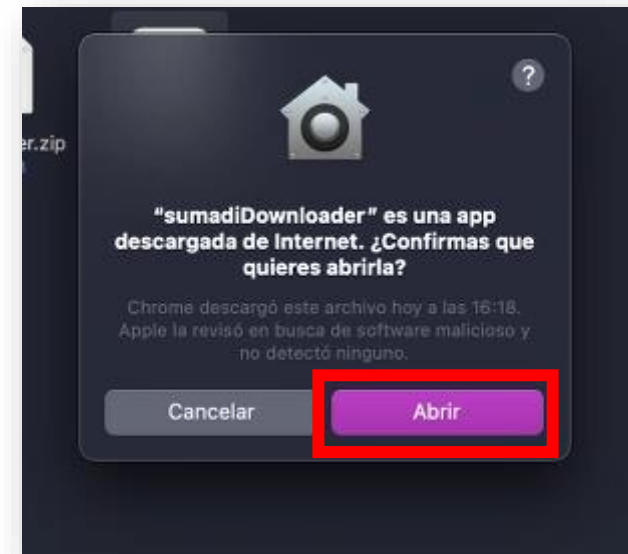 ?
er.zip
“sumadiDownloader” es una app
descargada de Internet. ¿Confirmas que
quieres abrirla?
Chrome descargó este archivo hoy a las 16:18.
Apple la revisó en busca de software malicioso y
no detectó ninguno.
Cancelar
Abrir